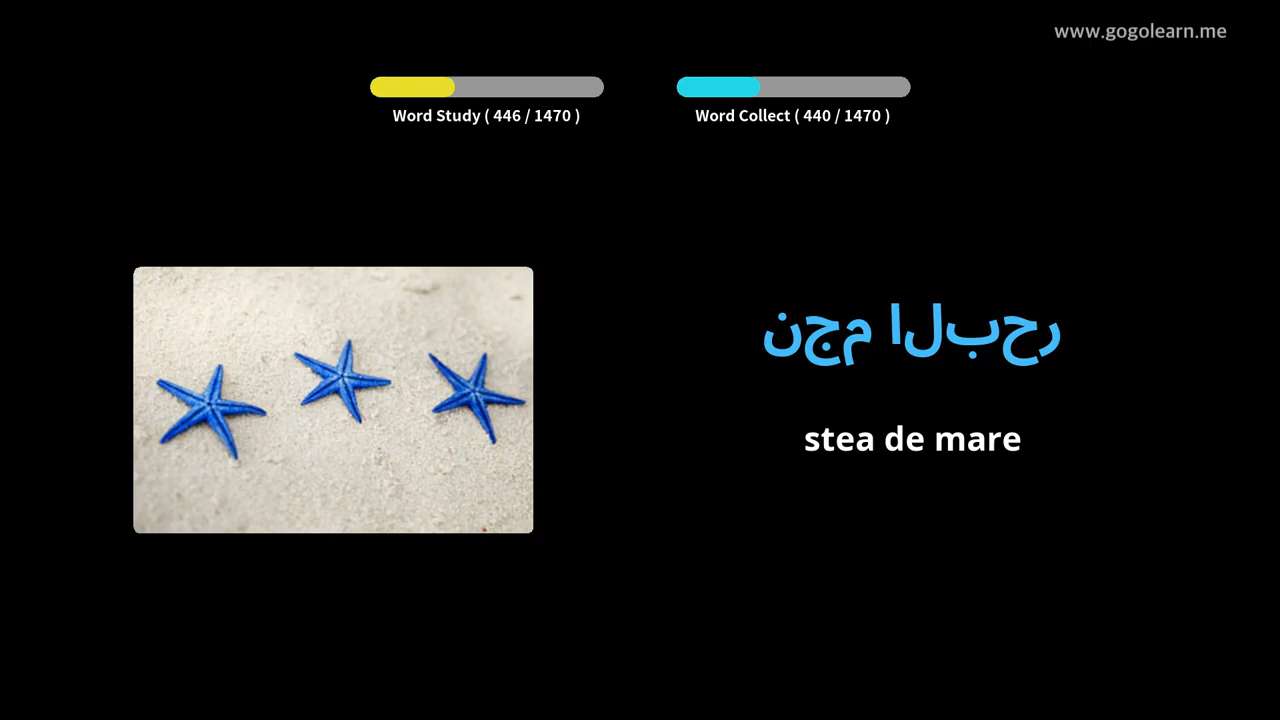 www.gogolearn.me
Word Study ( 446 / 1470 )
Word Collect ( 440 / 1470 )
نجم البحر
stea de mare